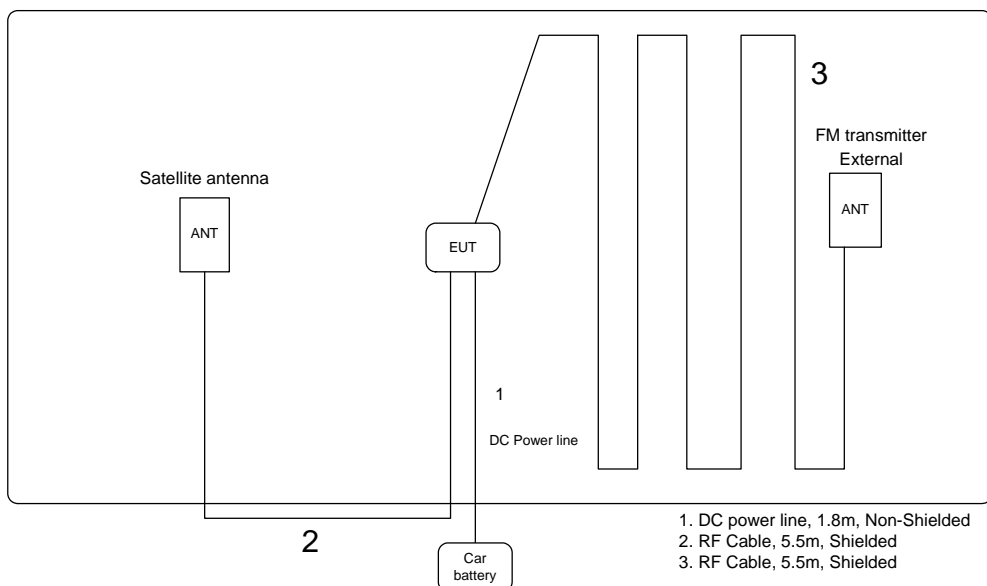 3
FM transmitter
External
Satellite antenna
ANT
ANT
EUT
1
DC Power line
2
Car
battery
1. DC power line, 1.8m, Non-Shielded
2. RF Cable, 5.5m, Shielded
3. RF Cable, 5.5m, Shielded